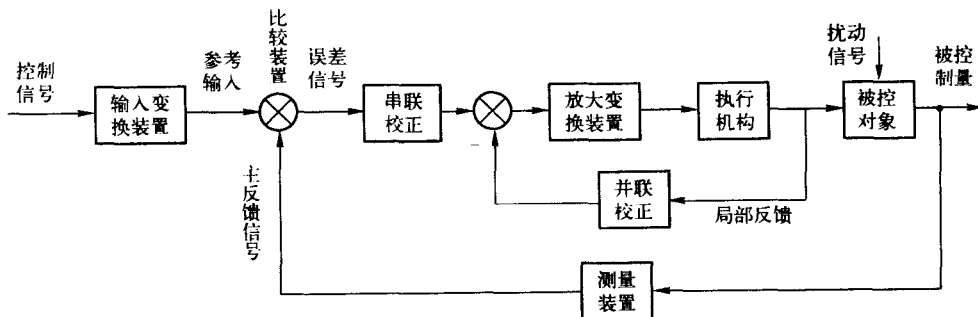 控制
信号
输入变
换装置
参考
输入
比较装置
误差
信号
串联
校正
放大变
换装置
执行
机构
扰动
信号
被控
对象
被控
制量
并联
校正
局部反馈
主反馈信号
测量
装置